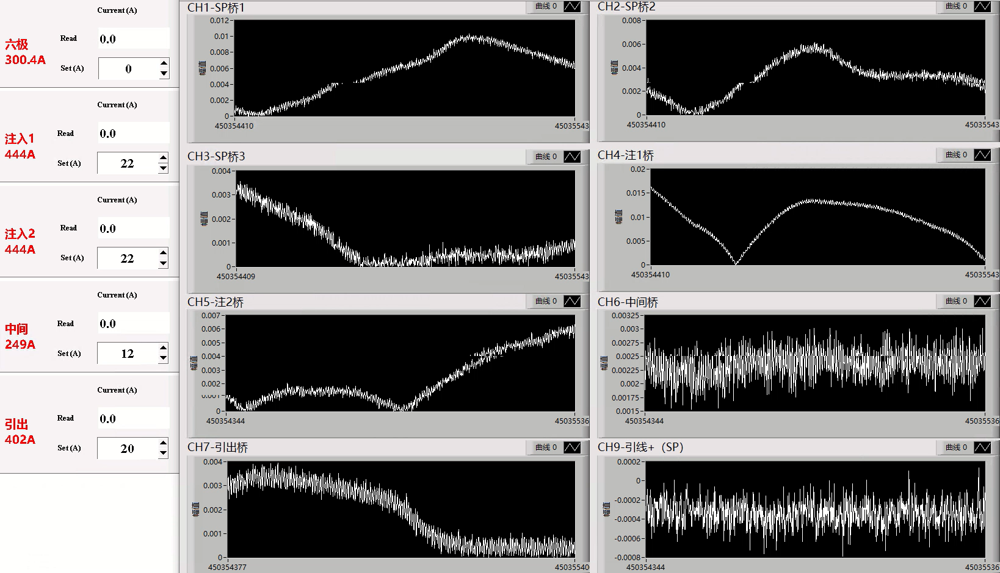 Current (A)
六极
300.4A
Read
0.0
Set (A)
0
Current (A)
注入1
444A
Read
0.0
Set (A)
22
Current (A)
注入2
444A
Read
0.0
Set (A)
22
Current (A)
中间
249A
Read
0.0
Set (A)
12
Current (A)
引出
402A
Read
0.0
Set (A)
20
CH1-SP桥1
曲线 0
幅值
0.012
0.01
0.008
0.006
0.004
0.002
0
450354410
45035543
CH2-SP桥2
曲线 0
幅值
0.008
0.006
0.004
0.002
0
450354410
45035543
CH3-SP桥3
曲线 0
幅值
0.004
0.003
0.002
0.001
0
450354409
45035543
CH4-注1桥
曲线 0
幅值
0.02
0.015
0.01
0.005
0
450354410
45035543
CH5-注2桥
曲线 0
幅值
0.007
0.006
0.005
0.004
0.003
0.002
0.001
0
450354344
45035536
CH6-中间桥
曲线 0
幅值
0.00325
0.003
0.00275
0.0025
0.00225
0.002
0.00175
0.0015
450354344
45035536
CH7-引出桥
曲线 0
幅值
0.004
0.003
0.002
0.001
0
450354377
45035540
CH9-引线+（SP）
曲线 0
幅值
0.0002
0
-0.0002
-0.0004
-0.0006
-0.0008
450354344
45035536